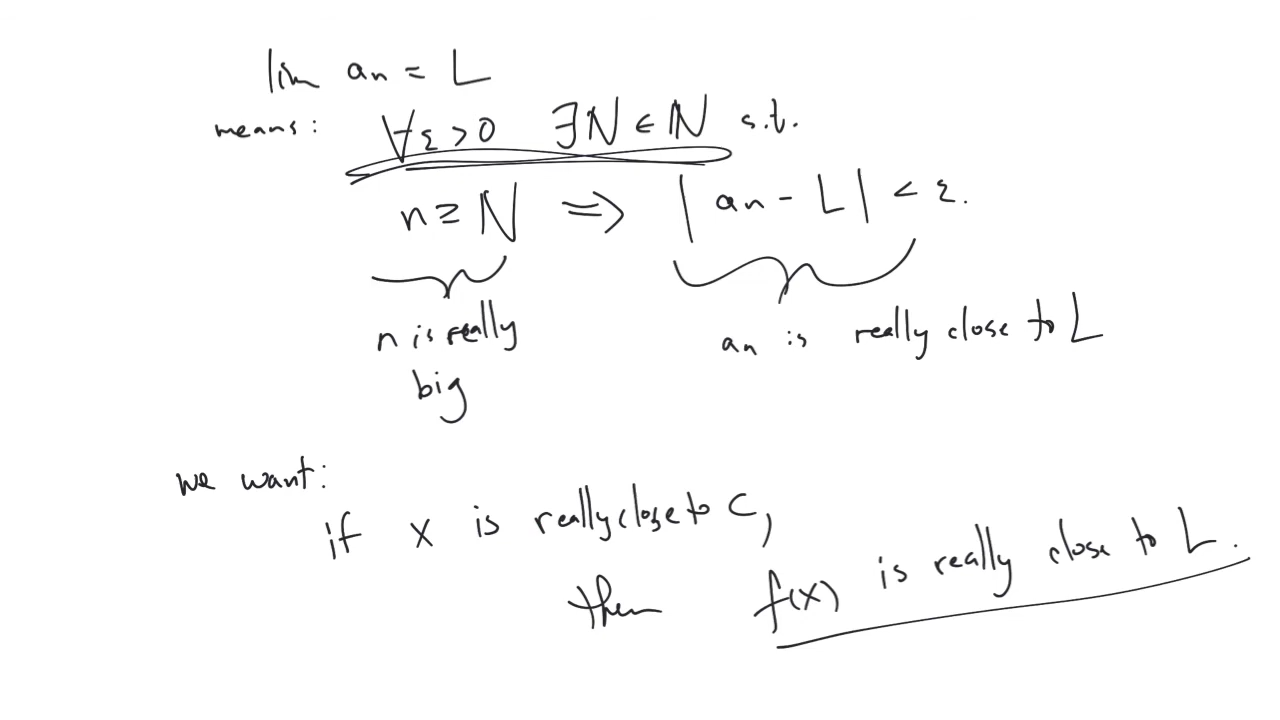 lim an = L
means: ∀ε>0 ∃N∈ℕ s.t.
n≥N ⟹ |an - L| < ε.
n is really
big
an is really close to L
we want:
if x is really close to c,
then f(x) is really close to L.